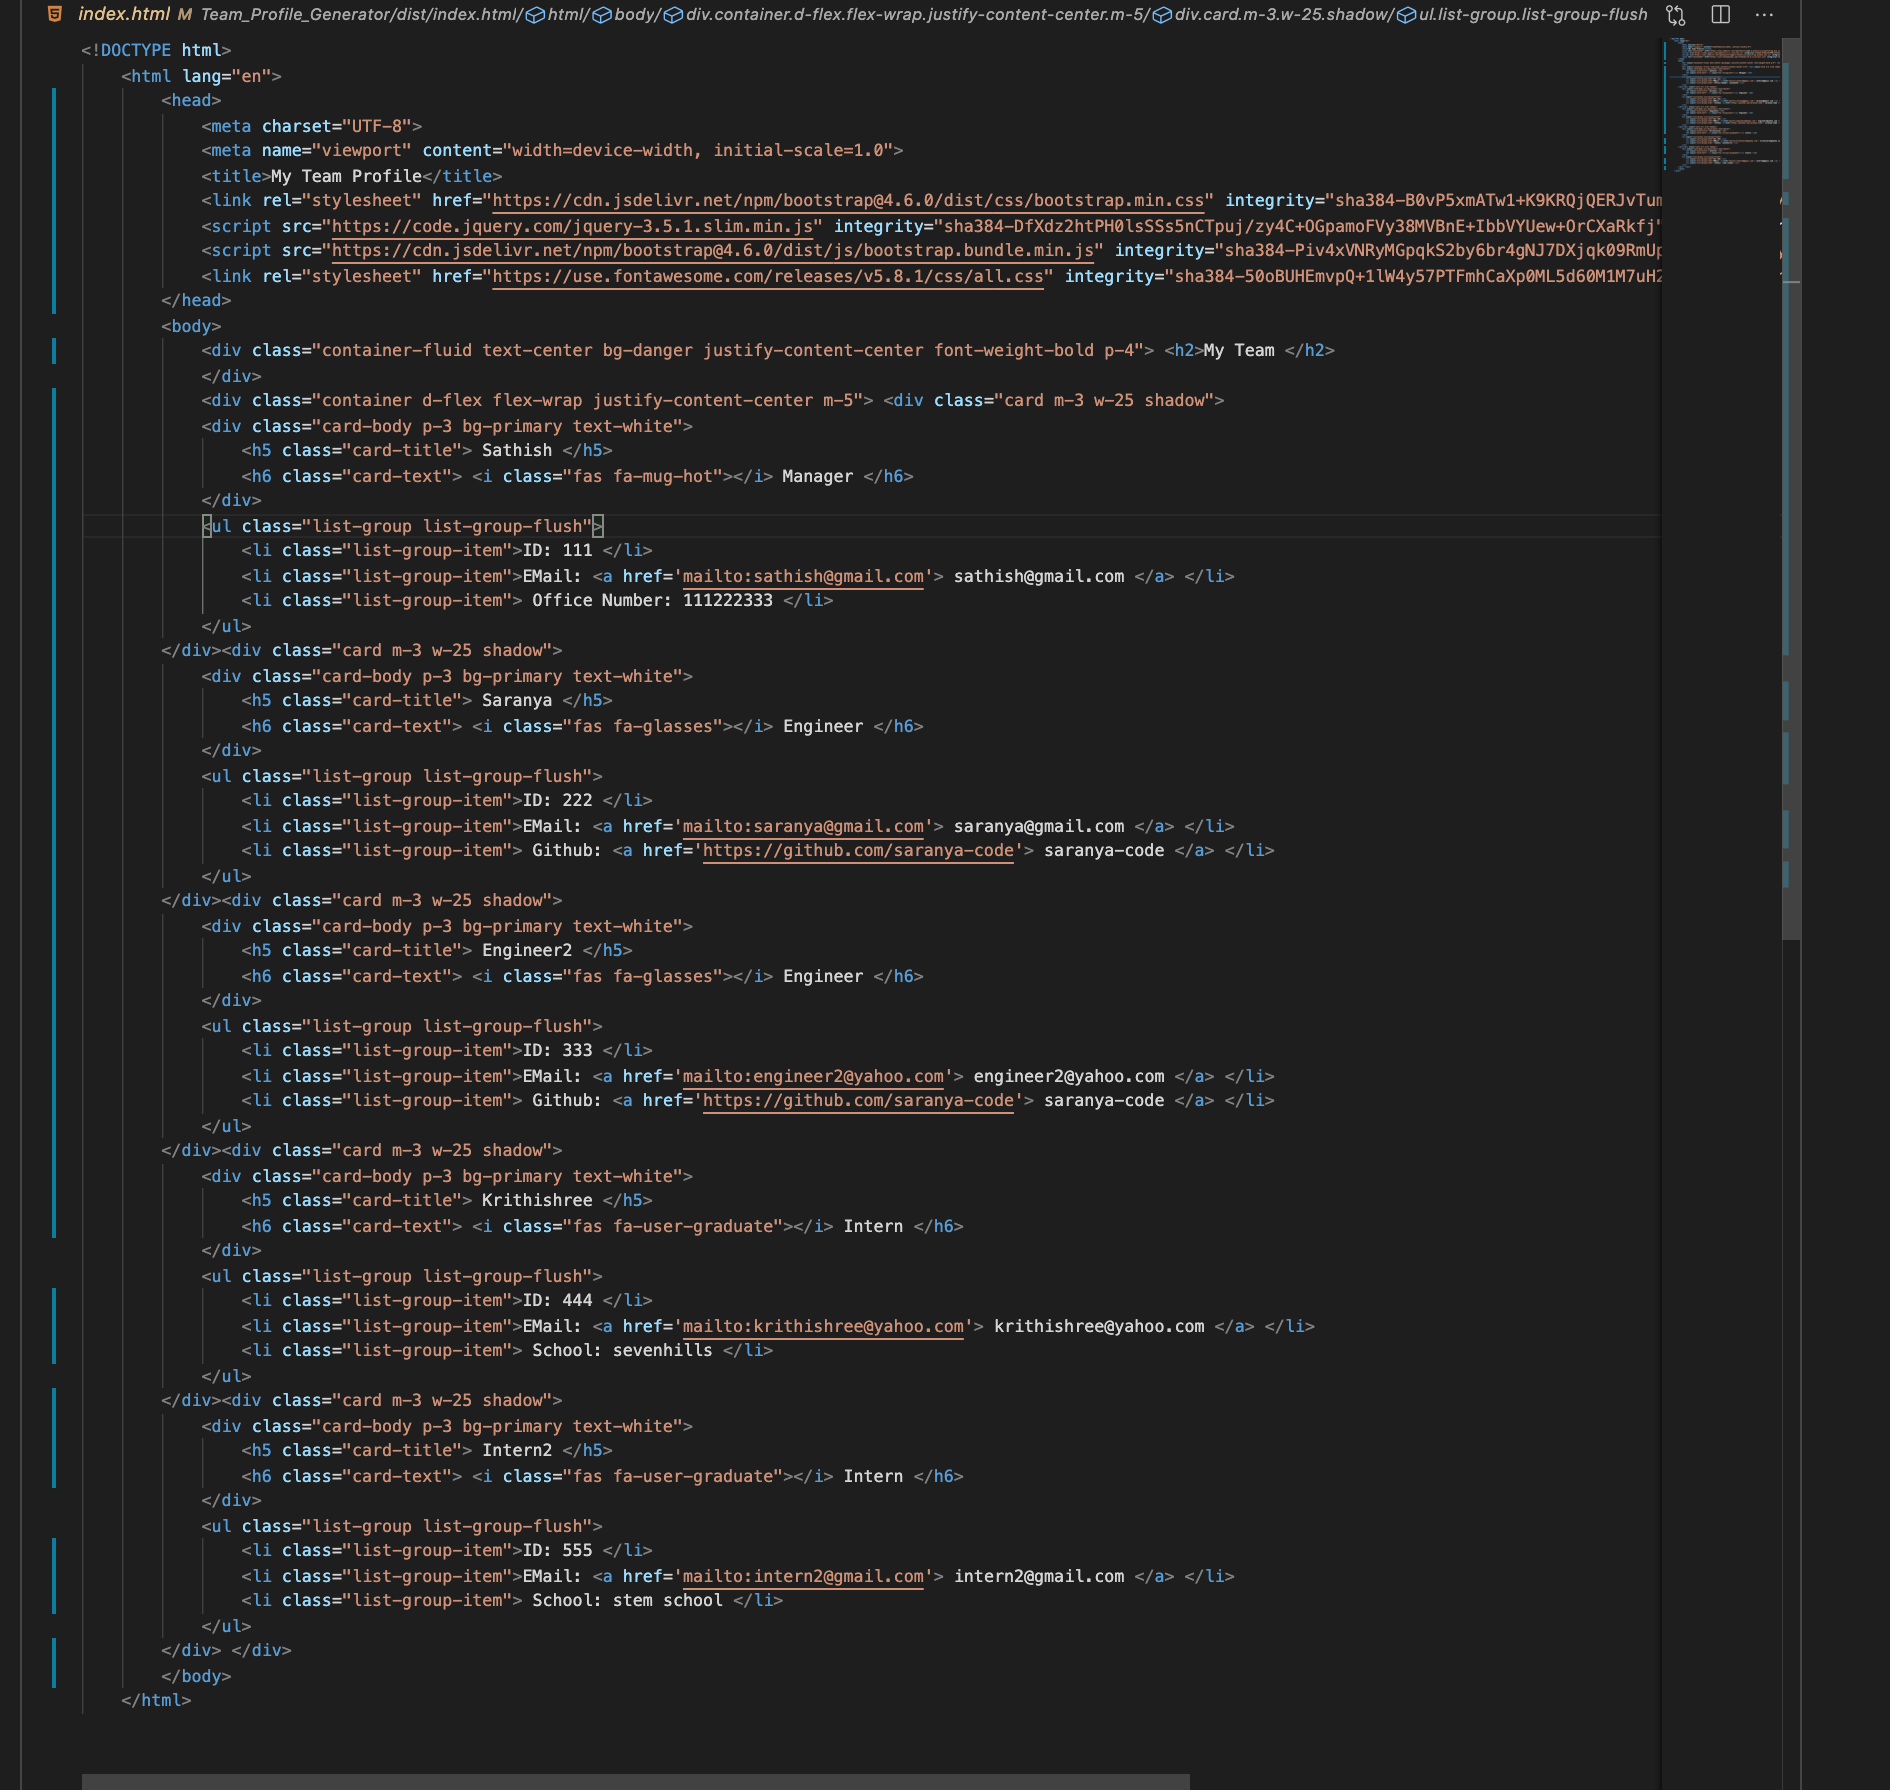 index.html M Team_Profile_Generator/dist/index.html/html/body/div.container.d-flex.flex-wrap.justify-content-center.m-5/div.card.m-3.w-25.shadow/ul.list-group.list-group-flush ···
<!DOCTYPE html>
<html lang="en">
<head>
<meta charset="UTF-8">
<meta name="viewport" content="width=device-width, initial-scale=1.0">
<title>My Team Profile</title>
<link rel="stylesheet" href="https://cdn.jsdelivr.net/npm/bootstrap@4.6.0/dist/css/bootstrap.min.css" integrity="sha384-B0vP5xmATw1+K9KRQjQERJvTum
<script src="https://code.jquery.com/jquery-3.5.1.slim.min.js" integrity="sha384-DfXdz2htPH0lsSSs5nCTpuj/zy4C+OGpamoFVy38MVBnE+IbbVYUew+OrCXaRkfj"
<script src="https://cdn.jsdelivr.net/npm/bootstrap@4.6.0/dist/js/bootstrap.bundle.min.js" integrity="sha384-Piv4xVNRyMGpqkS2by6br4gNJ7DXjqk09RmUp
<link rel="stylesheet" href="https://use.fontawesome.com/releases/v5.8.1/css/all.css" integrity="sha384-50oBUHEmvpQ+1lW4y57PTFmhCaXp0ML5d60M1M7uH2
</head>
<body>
<div class="container-fluid text-center bg-danger justify-content-center font-weight-bold p-4"> <h2>My Team </h2>
</div>
<div class="container d-flex flex-wrap justify-content-center m-5"> <div class="card m-3 w-25 shadow">
<div class="card-body p-3 bg-primary text-white">
<h5 class="card-title"> Sathish </h5>
<h6 class="card-text"> <i class="fas fa-mug-hot"></i> Manager </h6>
</div>
<ul class="list-group list-group-flush">
<li class="list-group-item">ID: 111 </li>
<li class="list-group-item">EMail: <a href='mailto:sathish@gmail.com'> sathish@gmail.com </a> </li>
<li class="list-group-item"> Office Number: 111222333 </li>
</ul>
</div><div class="card m-3 w-25 shadow">
<div class="card-body p-3 bg-primary text-white">
<h5 class="card-title"> Saranya </h5>
<h6 class="card-text"> <i class="fas fa-glasses"></i> Engineer </h6>
</div>
<ul class="list-group list-group-flush">
<li class="list-group-item">ID: 222 </li>
<li class="list-group-item">EMail: <a href='mailto:saranya@gmail.com'> saranya@gmail.com </a> </li>
<li class="list-group-item"> Github: <a href='https://github.com/saranya-code'> saranya-code </a> </li>
</ul>
</div><div class="card m-3 w-25 shadow">
<div class="card-body p-3 bg-primary text-white">
<h5 class="card-title"> Engineer2 </h5>
<h6 class="card-text"> <i class="fas fa-glasses"></i> Engineer </h6>
</div>
<ul class="list-group list-group-flush">
<li class="list-group-item">ID: 333 </li>
<li class="list-group-item">EMail: <a href='mailto:engineer2@yahoo.com'> engineer2@yahoo.com </a> </li>
<li class="list-group-item"> Github: <a href='https://github.com/saranya-code'> saranya-code </a> </li>
</ul>
</div><div class="card m-3 w-25 shadow">
<div class="card-body p-3 bg-primary text-white">
<h5 class="card-title"> Krithishree </h5>
<h6 class="card-text"> <i class="fas fa-user-graduate"></i> Intern </h6>
</div>
<ul class="list-group list-group-flush">
<li class="list-group-item">ID: 444 </li>
<li class="list-group-item">EMail: <a href='mailto:krithishree@yahoo.com'> krithishree@yahoo.com </a> </li>
<li class="list-group-item"> School: sevenhills </li>
</ul>
</div><div class="card m-3 w-25 shadow">
<div class="card-body p-3 bg-primary text-white">
<h5 class="card-title"> Intern2 </h5>
<h6 class="card-text"> <i class="fas fa-user-graduate"></i> Intern </h6>
</div>
<ul class="list-group list-group-flush">
<li class="list-group-item">ID: 555 </li>
<li class="list-group-item">EMail: <a href='mailto:intern2@gmail.com'> intern2@gmail.com </a> </li>
<li class="list-group-item"> School: stem school </li>
</ul>
</div> </div>
</body>
</html>